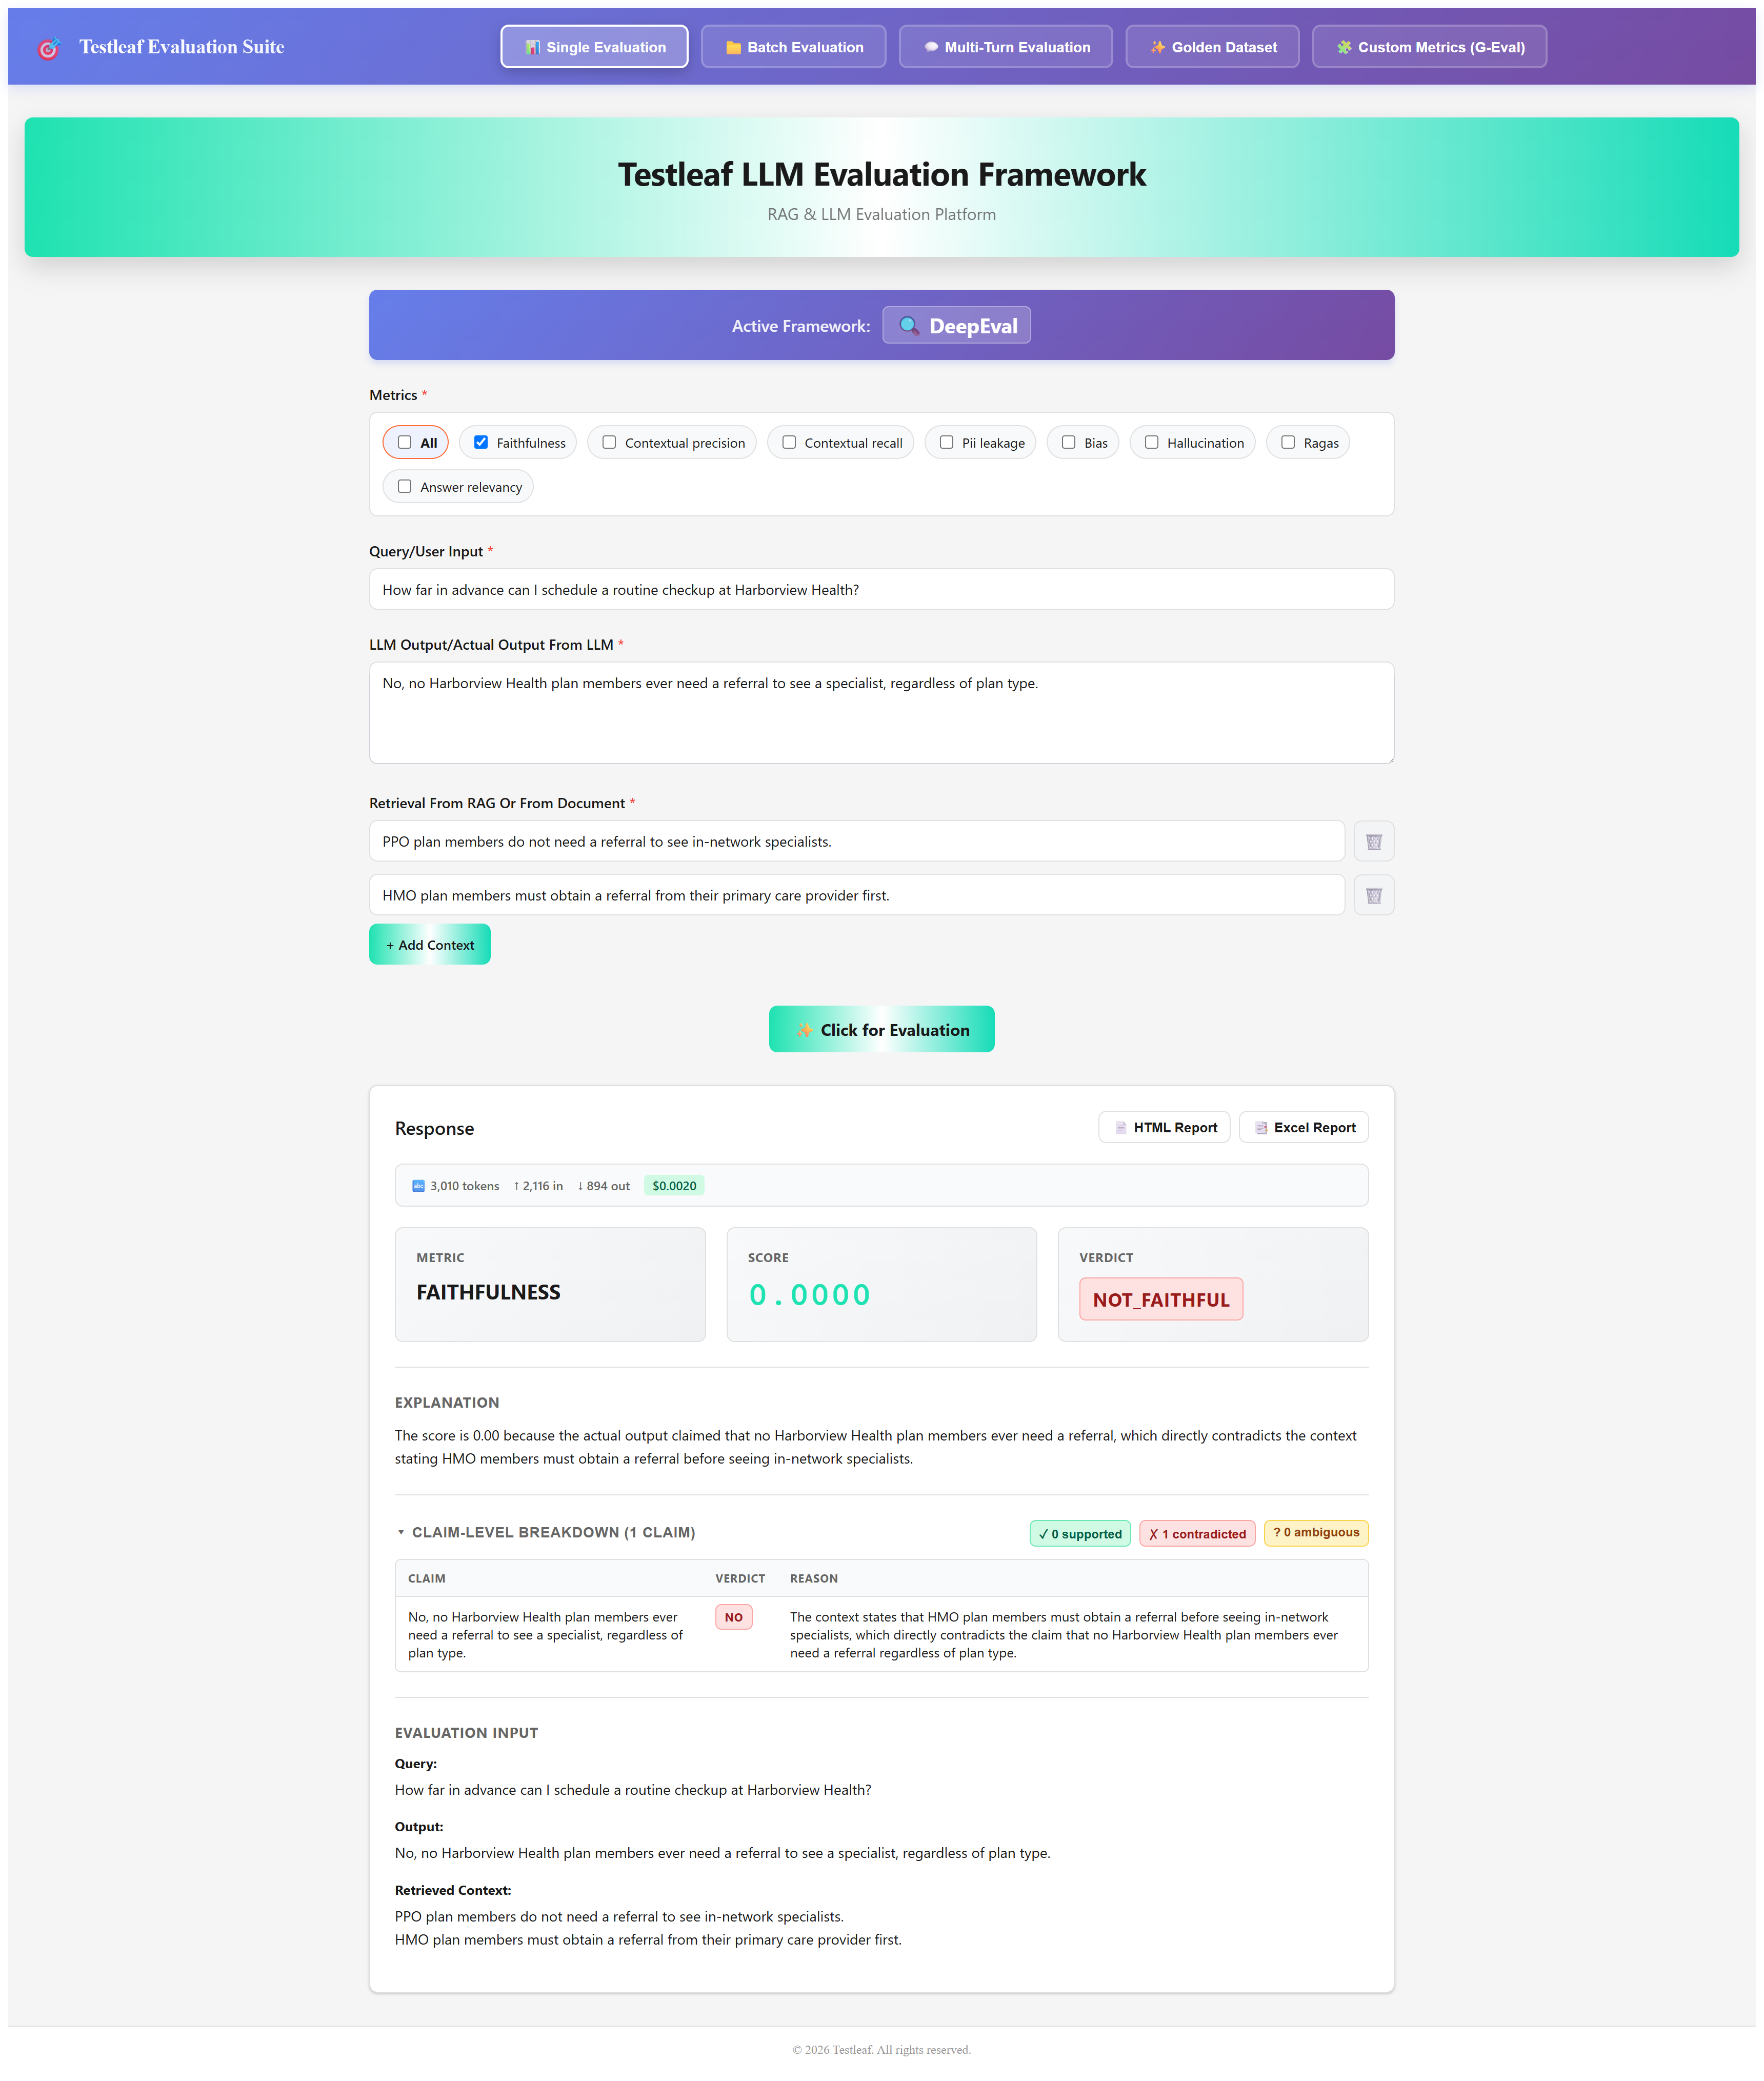 Testleaf Evaluation Suite
Single Evaluation
Batch Evaluation
Multi-Turn Evaluation
Golden Dataset
Custom Metrics (G-Eval)
Testleaf LLM Evaluation Framework
RAG & LLM Evaluation Platform
Active Framework: DeepEval
Metrics *
All
Faithfulness
Contextual precision
Contextual recall
Pii leakage
Bias
Hallucination
Ragas
Answer relevancy
Query/User Input *
How far in advance can I schedule a routine checkup at Harborview Health?
LLM Output/Actual Output From LLM *
No, no Harborview Health plan members ever need a referral to see a specialist, regardless of plan type.
Retrieval From RAG Or From Document *
PPO plan members do not need a referral to see in-network specialists.
HMO plan members must obtain a referral from their primary care provider first.
+ Add Context
Click for Evaluation
Response
HTML Report
Excel Report
3,010 tokens ↑ 2,116 in ↓ 894 out $0.0020
METRIC
FAITHFULNESS
SCORE
0.0000
VERDICT
NOT_FAITHFUL
EXPLANATION
The score is 0.00 because the actual output claimed that no Harborview Health plan members ever need a referral, which directly contradicts the context
stating HMO members must obtain a referral before seeing in-network specialists.
▼ CLAIM-LEVEL BREAKDOWN (1 CLAIM)
✓ 0 supported
✗ 1 contradicted
? 0 ambiguous
CLAIM VERDICT REASON
No, no Harborview Health plan members ever
need a referral to see a specialist, regardless of
plan type.
NO
The context states that HMO plan members must obtain a referral before seeing in-network
specialists, which directly contradicts the claim that no Harborview Health plan members ever
need a referral regardless of plan type.
EVALUATION INPUT
Query:
How far in advance can I schedule a routine checkup at Harborview Health?
Output:
No, no Harborview Health plan members ever need a referral to see a specialist, regardless of plan type.
Retrieved Context:
PPO plan members do not need a referral to see in-network specialists.
HMO plan members must obtain a referral from their primary care provider first.
© 2026 Testleaf. All rights reserved.